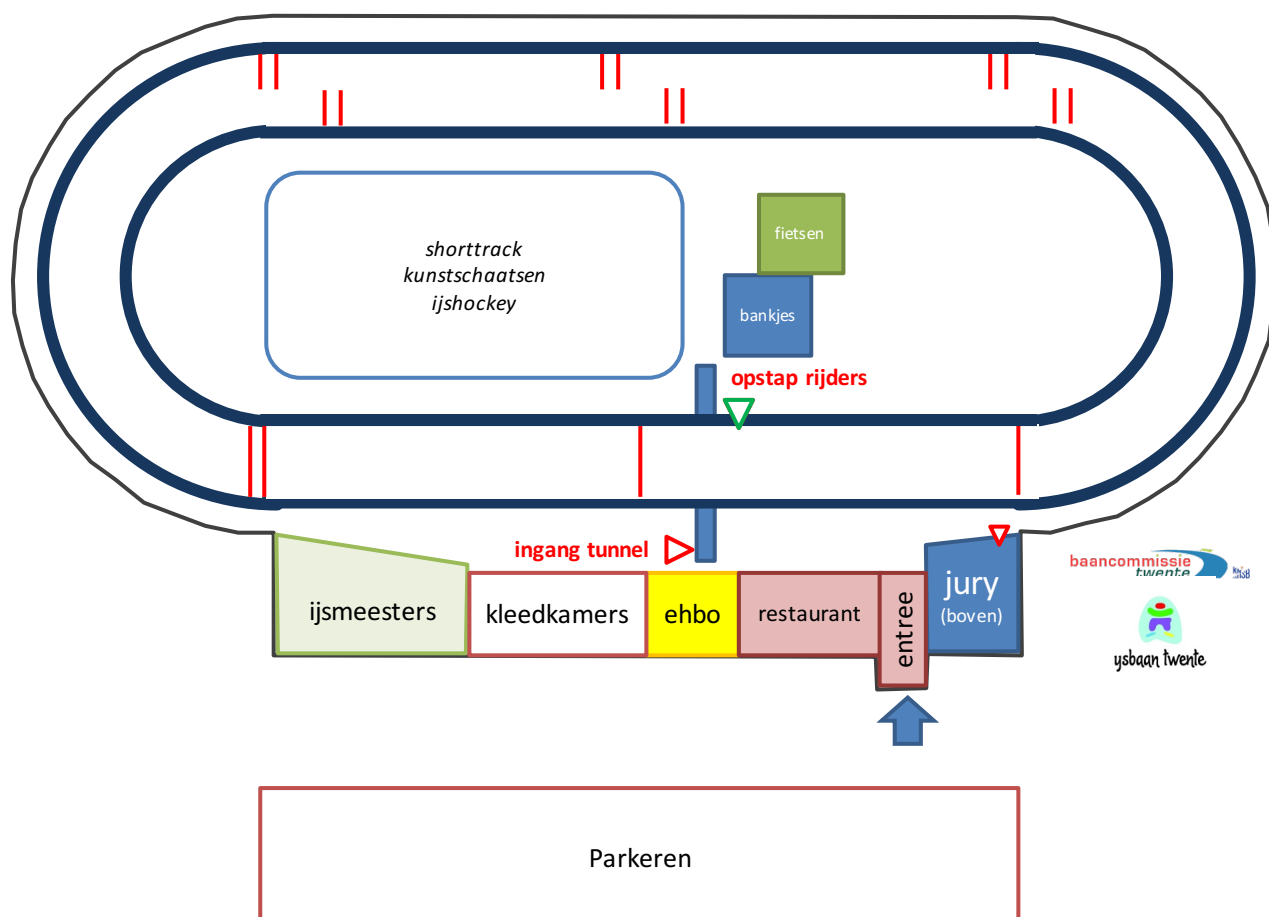 shorttrack
kunstschaatsen
ijshockey
fietsen
bankjes
opstap rijders
ingang tunnel
ijsmeesters
kleedkamers
ehbo
restaurant
entree
jury
(boven)
baancommissie
twente
ysbaan twente
Parkeren